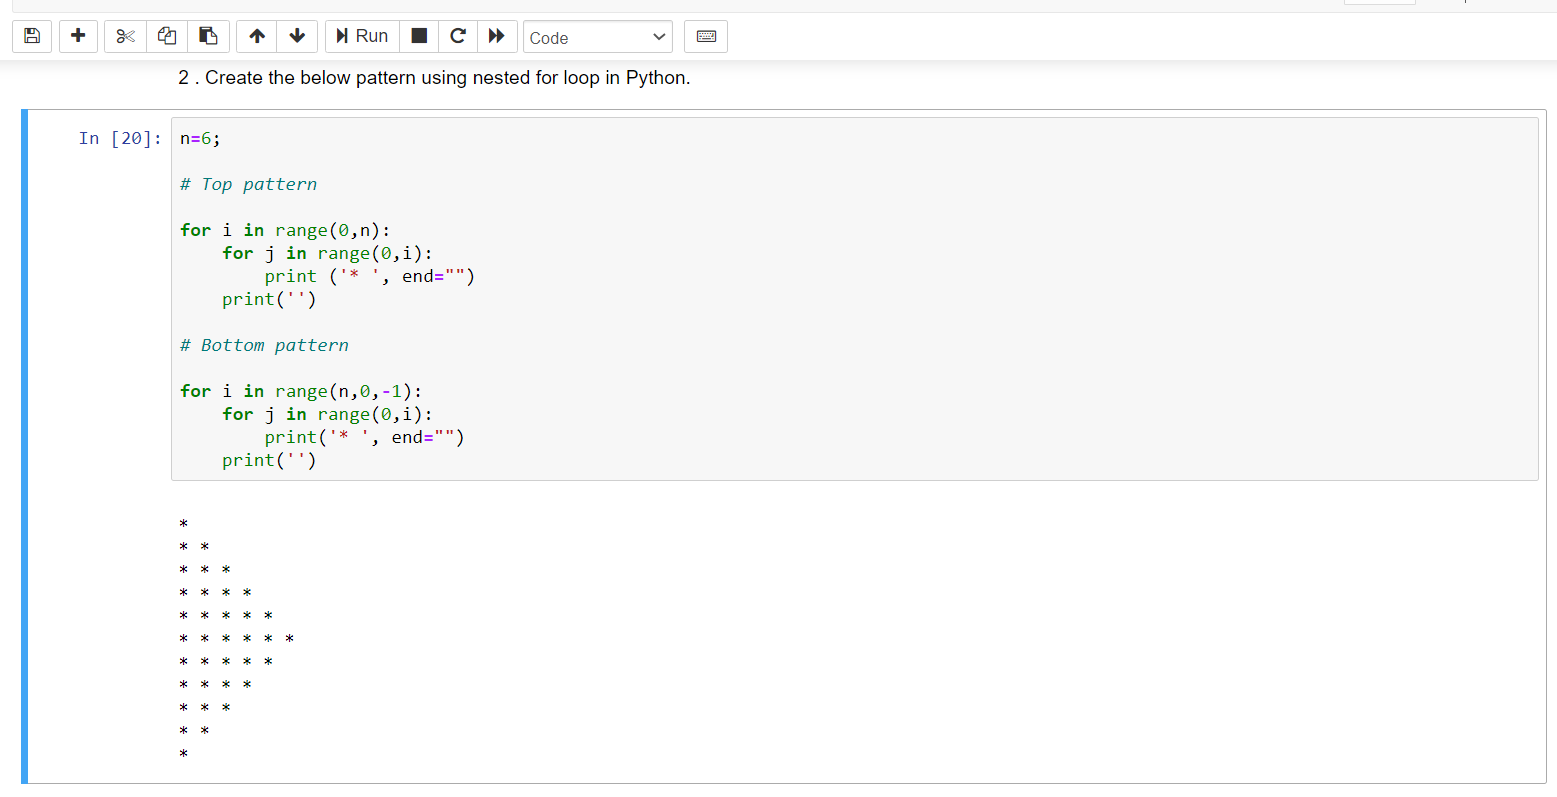 Run
Code
2 . Create the below pattern using nested for loop in Python.
In [20]:
n=6;
# Top pattern
for i in range(0,n):
    for j in range(0,i):
        print ('* ', end="")
    print('')
# Bottom pattern
for i in range(n,0,-1):
    for j in range(0,i):
        print('* ', end="")
    print('')
*
* *
* * *
* * * *
* * * * *
* * * * * *
* * * * *
* * * *
* * *
* *
*